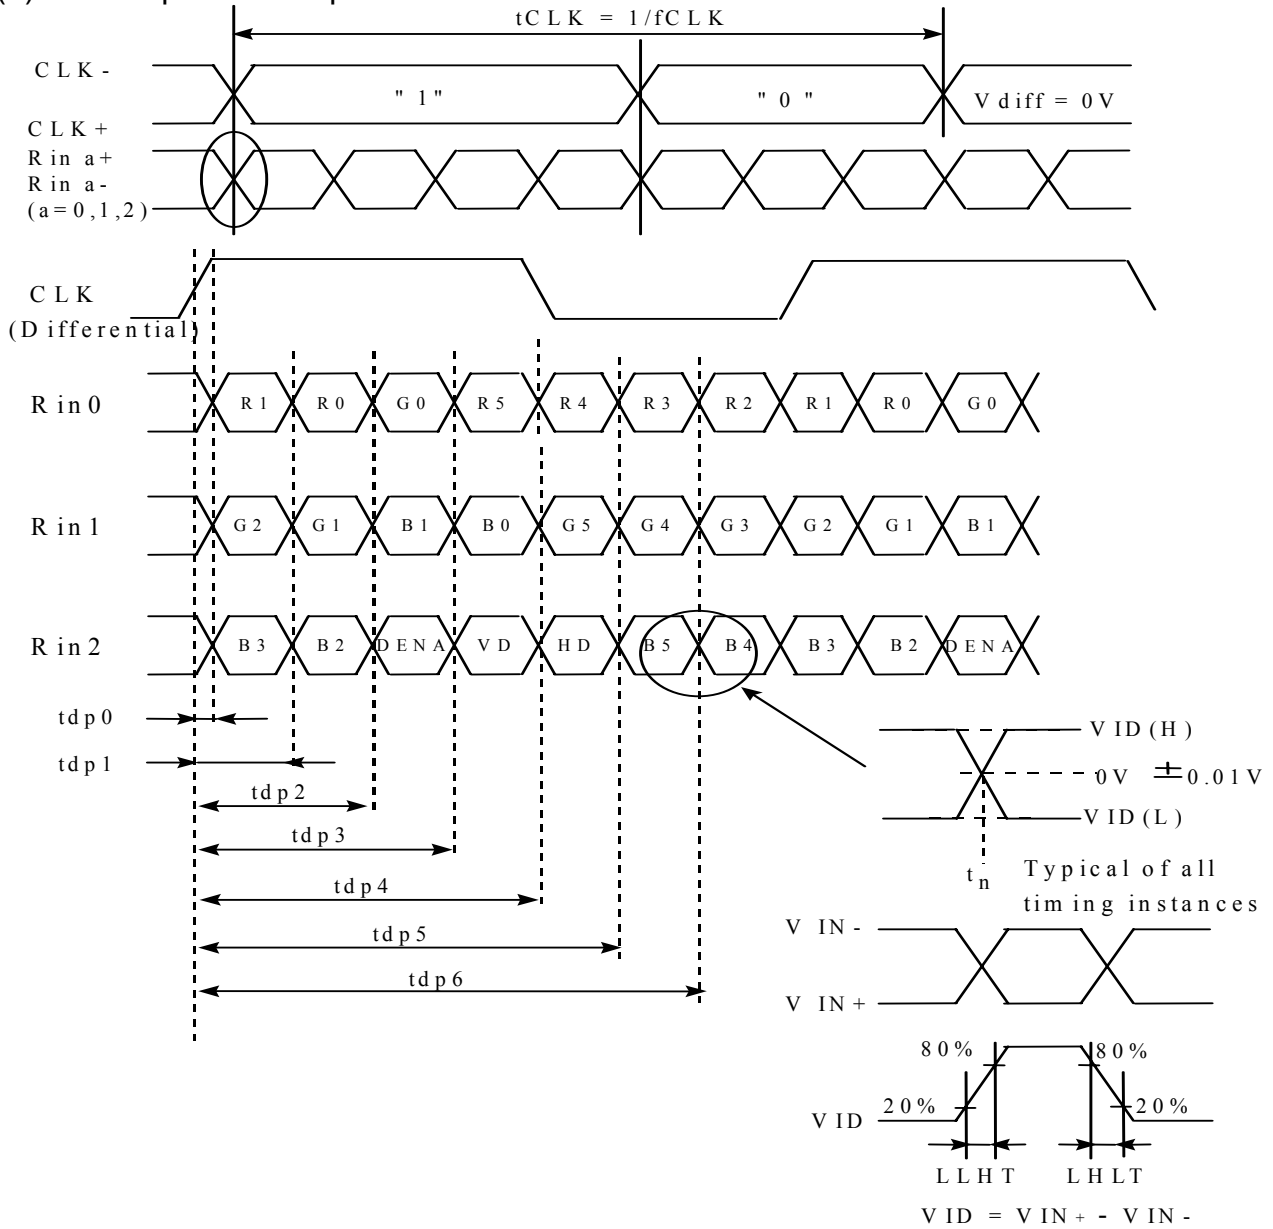 tCLK = 1/fCLK
CLK-
"1"
"0"
Vdiff = 0V
CLK+
Rin a+
Rin a-
(a=0,1,2)
CLK
(Differential)
Rin0
R1 R0 G0 R5 R4 R3 R2 R1 R0 G0
Rin1
G2 G1 B1 B0 G5 G4 G3 G2 G1 B1
Rin2
B3 B2 DENA VD HD B5 B4 B3 B2 DENA
tdp0
tdp1
tdp2
tdp3
tdp4
tdp5
tdp6
VID(H)
0V ±0.01V
VID(L)
tn
Typical of all
timing instances
V IN-
V IN+
80% 80%
20% 20%
VID
LLHT LHLT
VID = VIN+ - VIN-